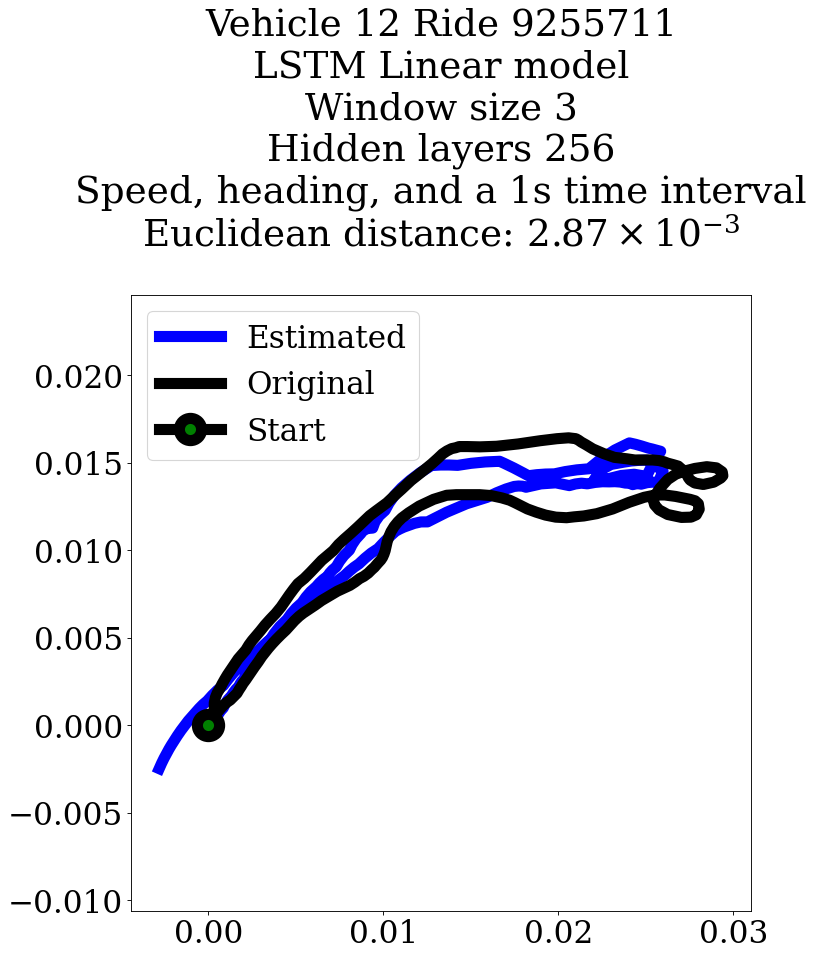 Vehicle 12 Ride 9255711
LSTM Linear model
Window size 3
Hidden layers 256
Speed, heading, and a 1s time interval
Euclidean distance: 2.87 × 10⁻³
Estimated
Original
Start
0.020
0.015
0.010
0.005
0.000
−0.005
−0.010
0.00 0.01 0.02 0.03